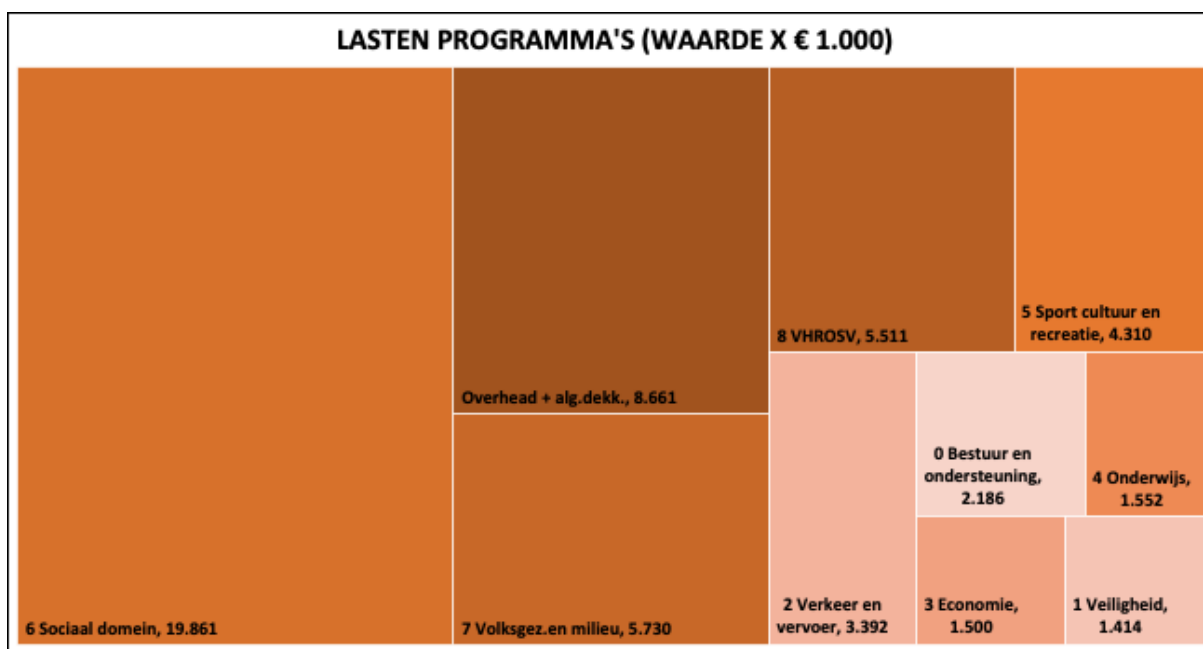 LASTEN PROGRAMMA'S (WAARDE X € 1.000)
6 Sociaal domein, 19.861
Overhead + alg.dekk., 8.661
7 Volksgez.en milieu, 5.730
8 VHROSV, 5.511
5 Sport cultuur en
recreatie, 4.310
2 Verkeer en
vervoer, 3.392
0 Bestuur en
ondersteuning,
2.186
4 Onderwijs,
1.552
3 Economie,
1.500
1 Veiligheid,
1.414